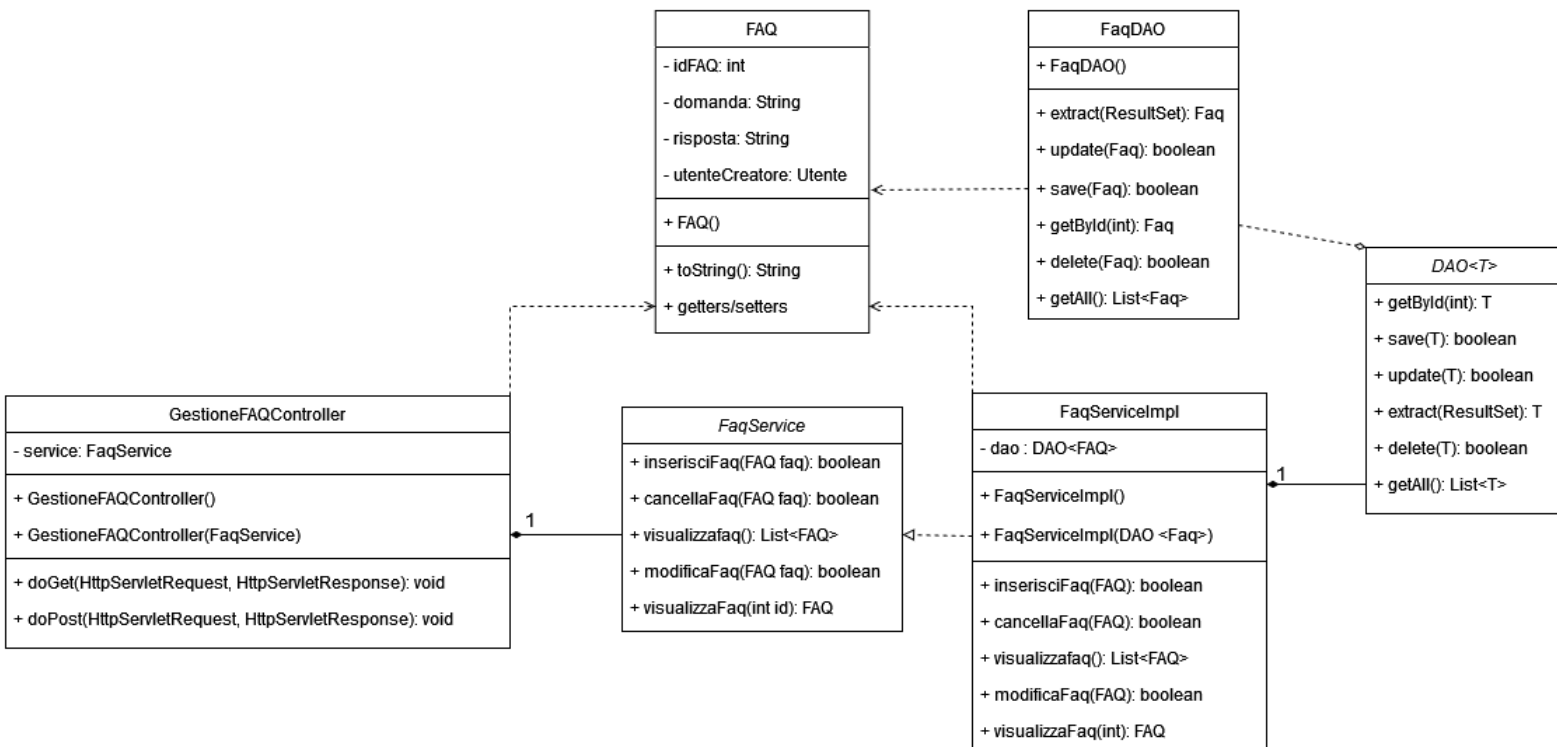 FAQ
- idFAQ: int
- domanda: String
- risposta: String
- utenteCreatore: Utente
+ FAQ()
+ toString(): String
+ getters/setters
FaqDAO
+ FaqDAO()
+ extract(ResultSet): Faq
+ update(Faq): boolean
+ save(Faq): boolean
+ getById(int): Faq
+ delete(Faq): boolean
+ getAll(): List<Faq>
DAO<T>
+ getById(int): T
+ save(T): boolean
+ update(T): boolean
+ extract(ResultSet): T
+ delete(T): boolean
+ getAll(): List<T>
GestioneFAQController
- service: FaqService
+ GestioneFAQController()
+ GestioneFAQController(FaqService)
+ doGet(HttpServletRequest, HttpServletResponse): void
+ doPost(HttpServletRequest, HttpServletResponse): void
1
FaqService
+ inserisciFaq(FAQ faq): boolean
+ cancellaFaq(FAQ faq): boolean
+ visualizzafaq(): List<FAQ>
+ modificaFaq(FAQ faq): boolean
+ visualizzaFaq(int id): FAQ
FaqServiceImpl
- dao : DAO<FAQ>
+ FaqServiceImpl()
+ FaqServiceImpl(DAO <Faq>)
+ inserisciFaq(FAQ): boolean
+ cancellaFaq(FAQ): boolean
+ visualizzafaq(): List<FAQ>
+ modificaFaq(FAQ): boolean
+ visualizzaFaq(int): FAQ
1